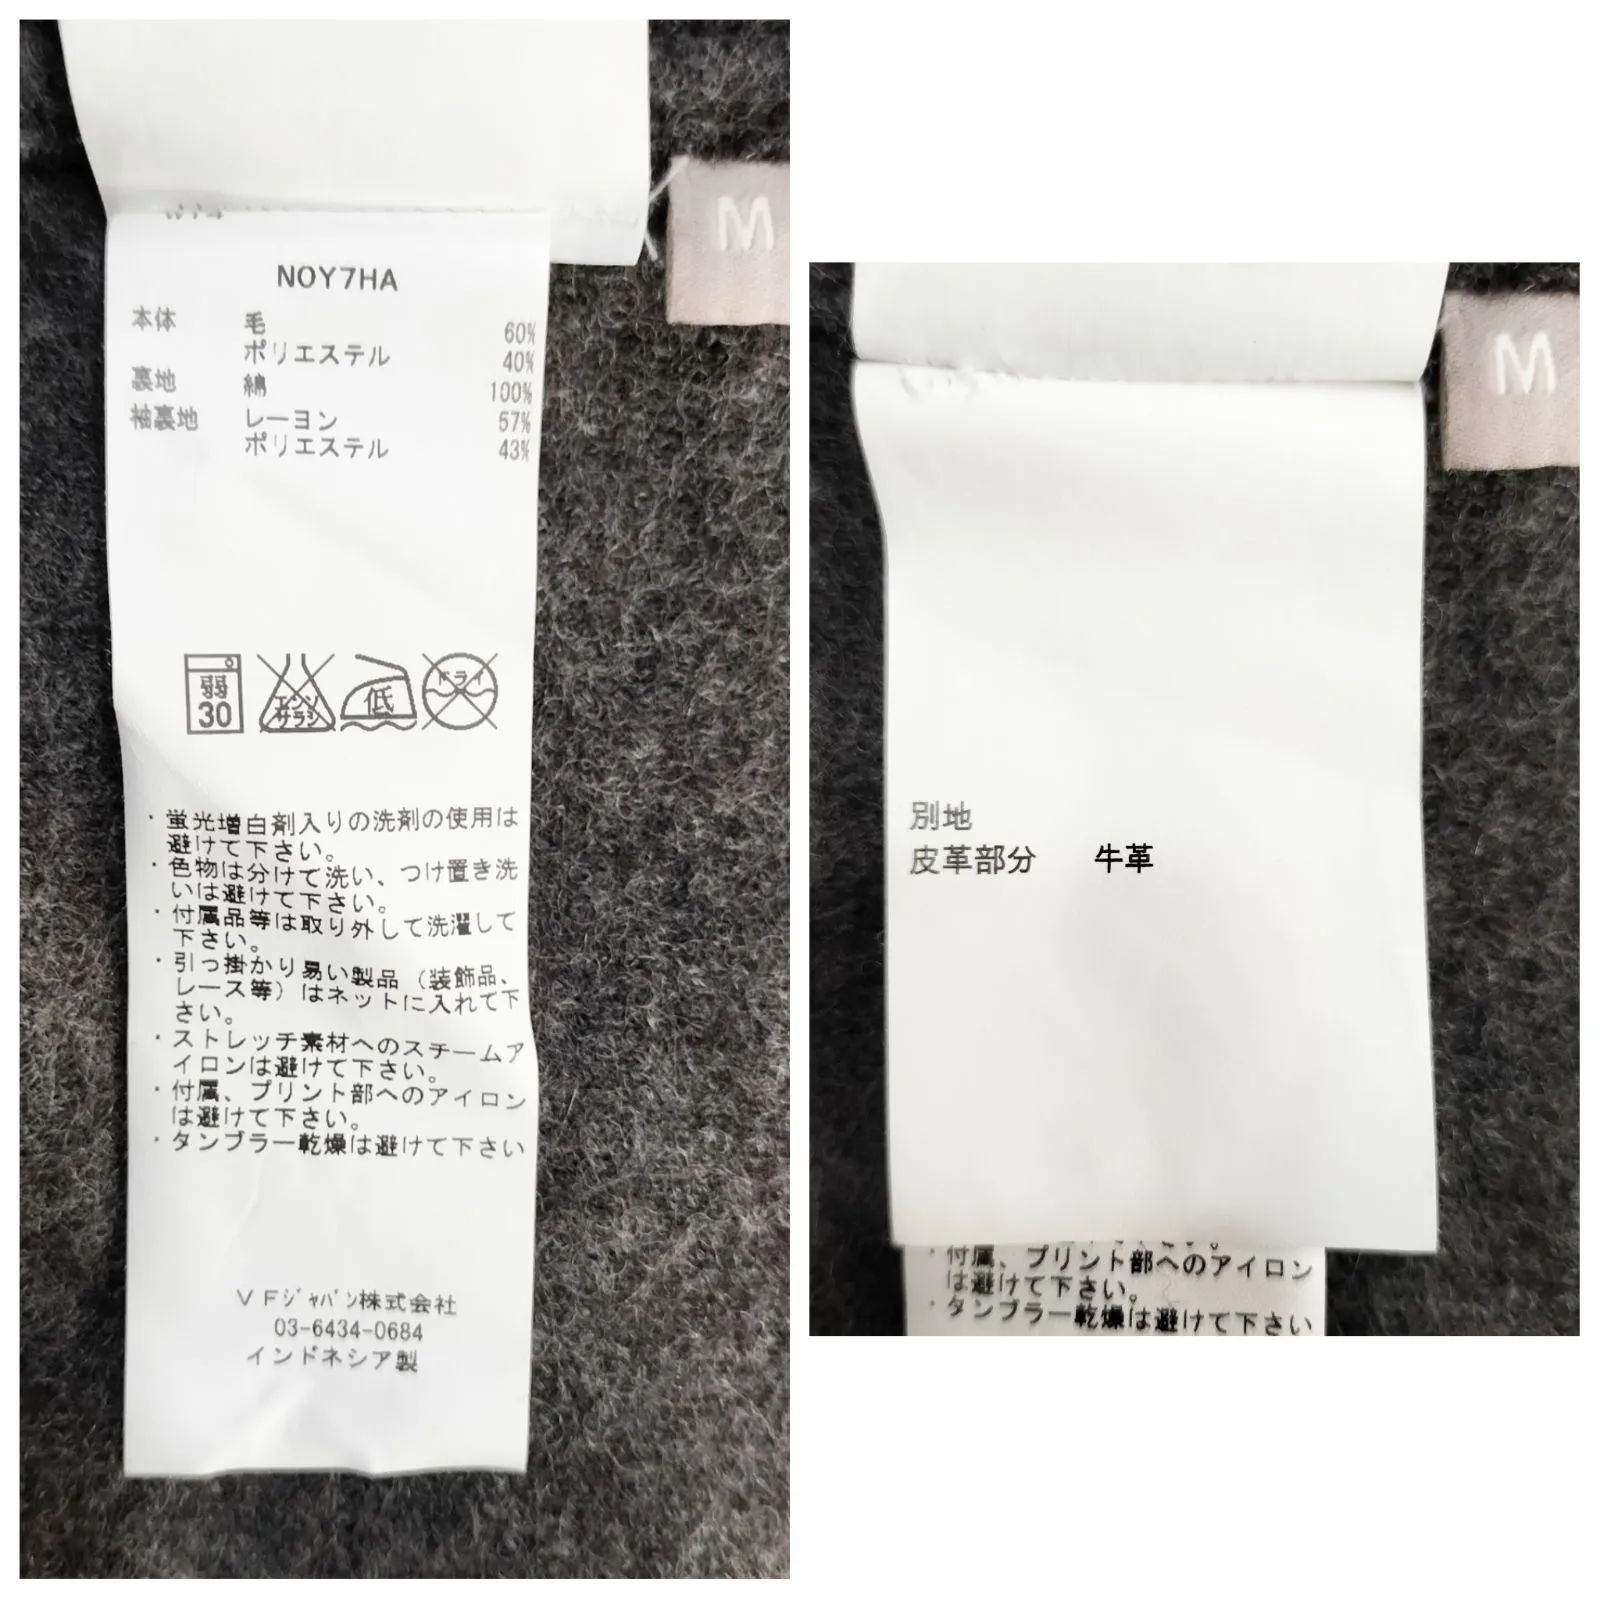 M
NOY7HA
本体 毛 60%
ポリエステル 40%
裏地 綿 100%
袖裏地 レーヨン 57%
ポリエステル 43%
弱 30
エンソサラシ
低
ドライ
・蛍光増白剤入りの洗剤の使用は
避けて下さい。
・色物は分けて洗い、つけ置き洗
いは避けて下さい。
・付属品等は取り外して洗濯して
下さい。
・引っ掛かり易い製品（装飾品、
レース等）はネットに入れて下
さい。
・ストレッチ素材へのスチームア
イロンは避けて下さい。
・付属、プリント部へのアイロン
は避けて下さい。
・タンブラー乾燥は避けて下さい
ＶＦｼﾞｬﾊﾟﾝ株式会社
03-6434-0684
インドネシア製
M
別地
皮革部分 牛革
・付属、プリント部へのアイロン
は避けて下さい。
・タンブラー乾燥は避けて下さい